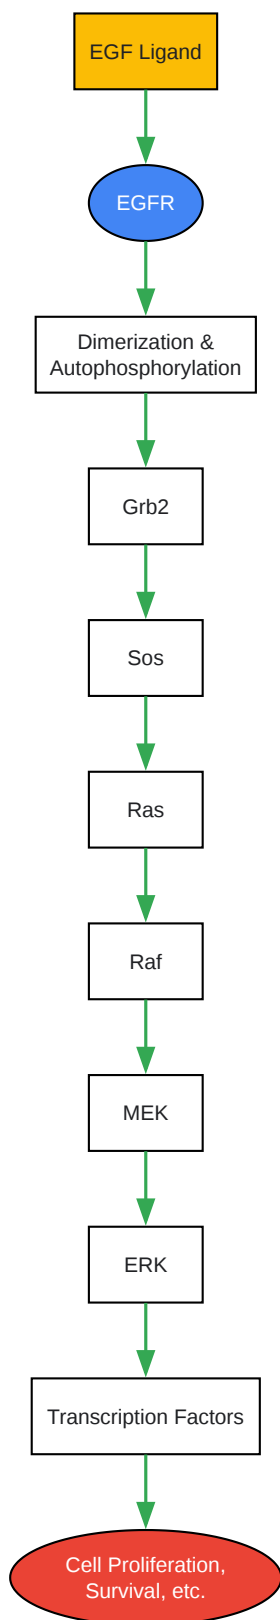 EGF Ligand
EGFR
Dimerization &
Autophosphorylation
Grb2
Sos
Ras
Raf
MEK
ERK
Transcription Factors
Cell Proliferation,
Survival, etc.